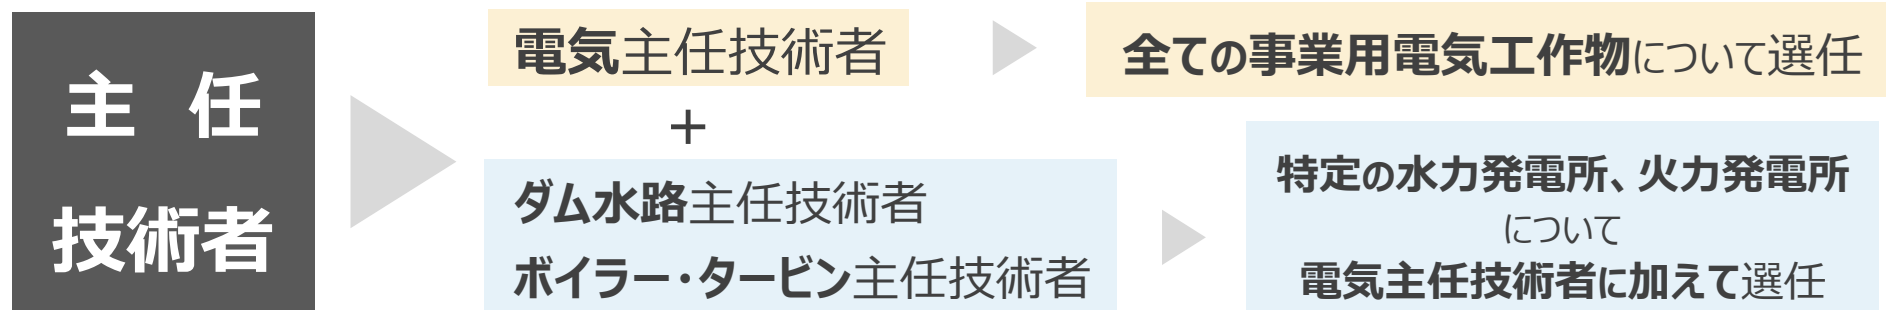 主 任
技術者
電気主任技術者
全ての事業用電気工作物について選任
+
ダム水路主任技術者
ボイラー・タービン主任技術者
特定の水力発電所、火力発電所
について
電気主任技術者に加えて選任